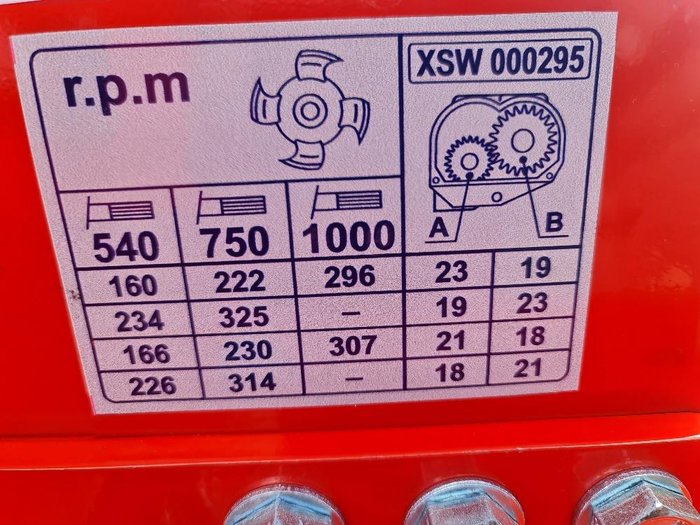 r.p.m
XSW 000295
A B
540 750 1000
160 222 296 23 19
234 325 – 19 23
166 230 307 21 18
226 314 – 18 21